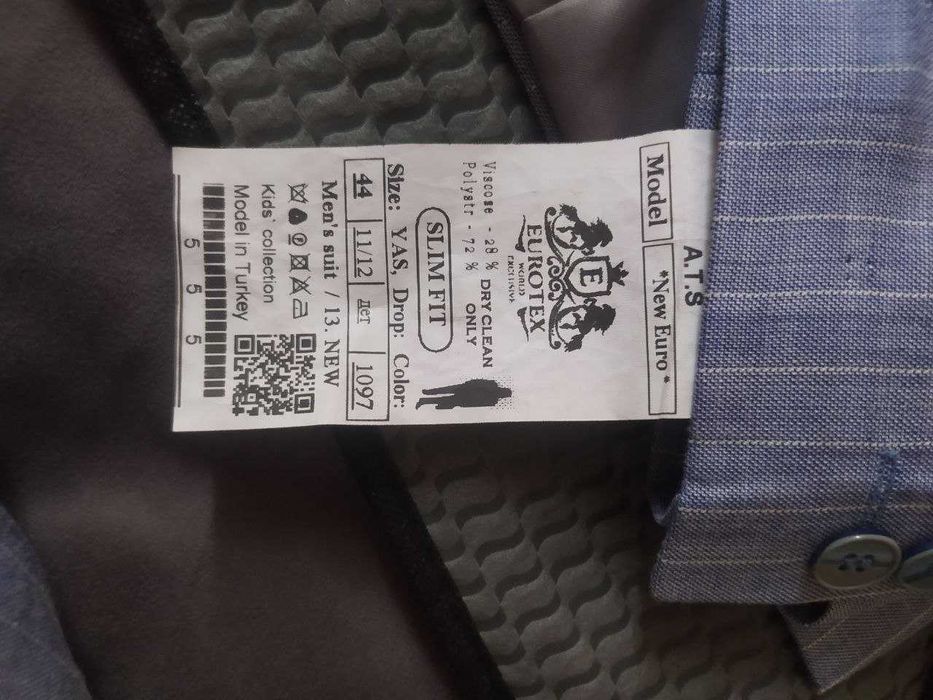 A.T.S
Model
*New Euro*
E
EUROTEX
WORLD
EXCLUSIVE
Viscose - 28 %
Polystr - 72 %
DRY CLEAN
ONLY
SLIM FIT
Size: YAS, Drop: Color:
44 11/12 лет 1097
Men's suit / 13. NEW
Kids' collection
Model in Turkey
5 5 5